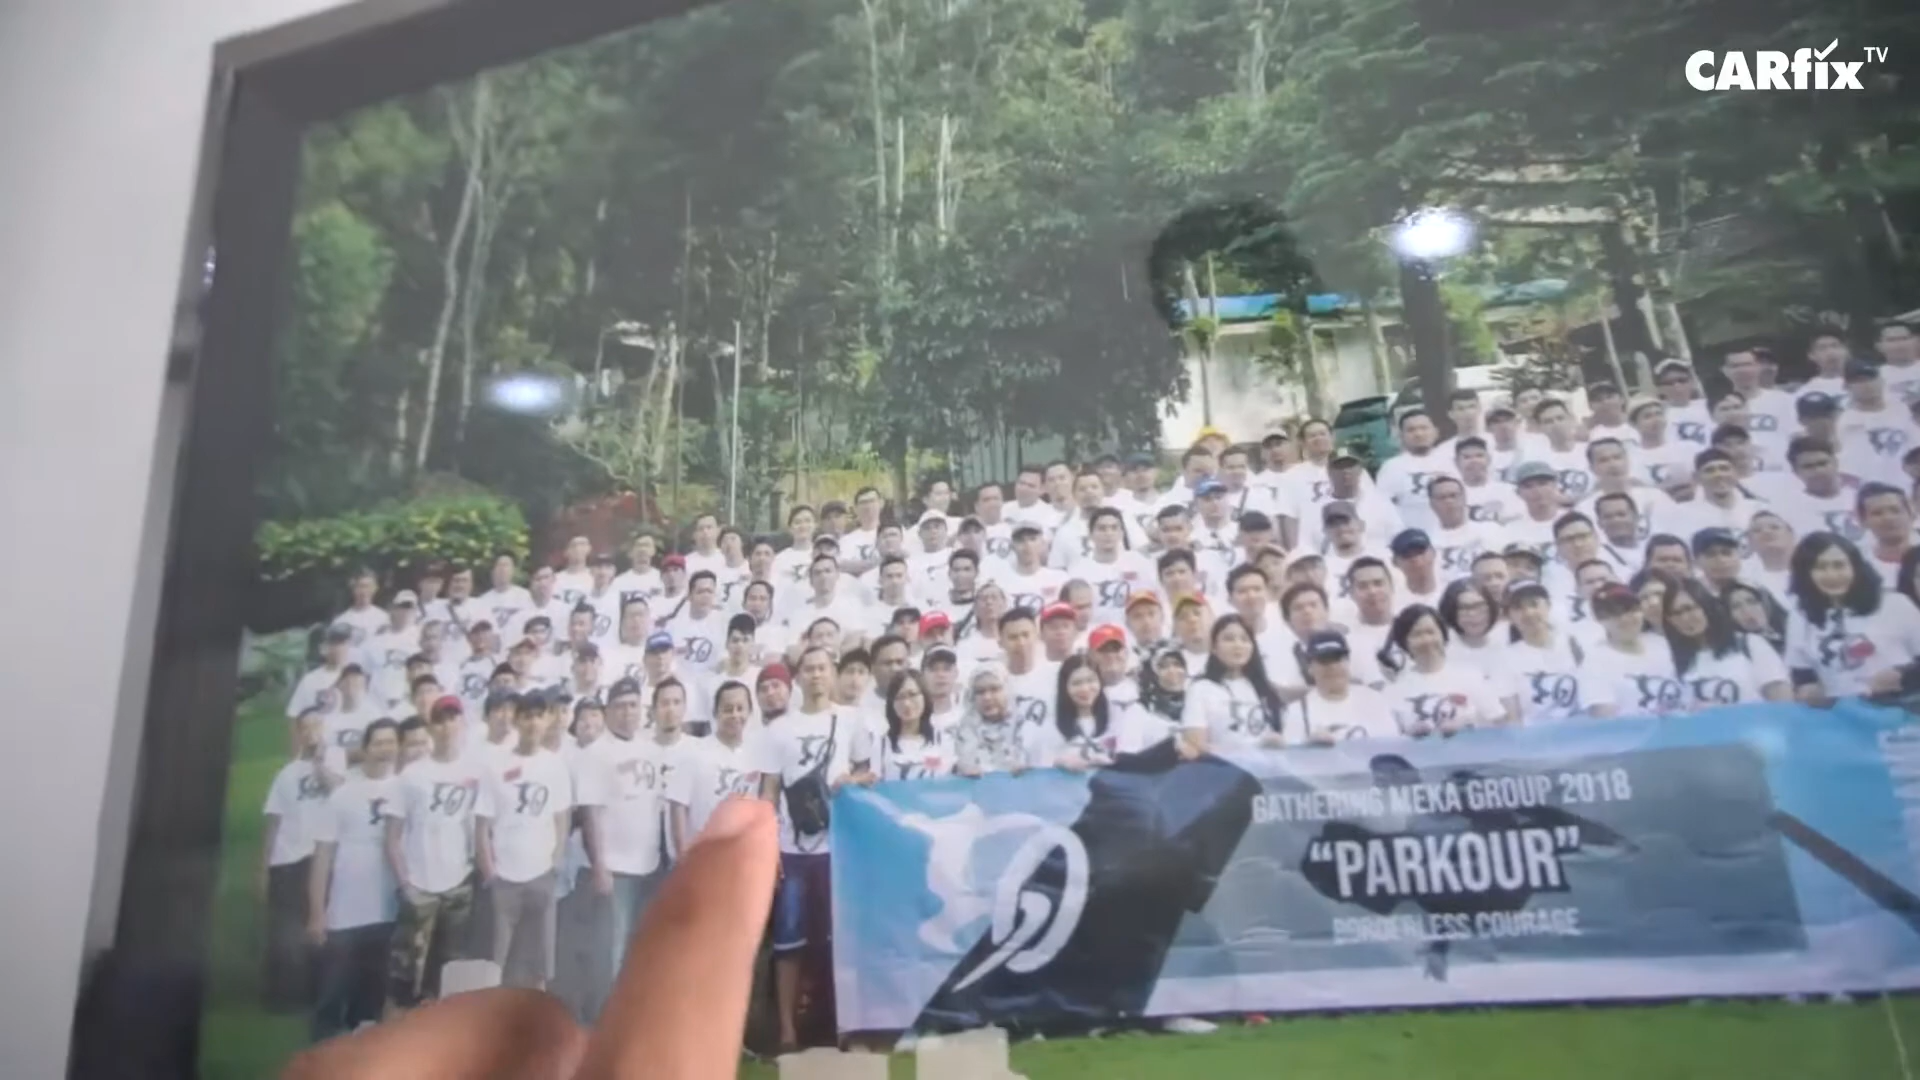 CARfix TV
GATHERING MEKA GROUP 2018
"PARKOUR"
BORDERLESS COURAGE